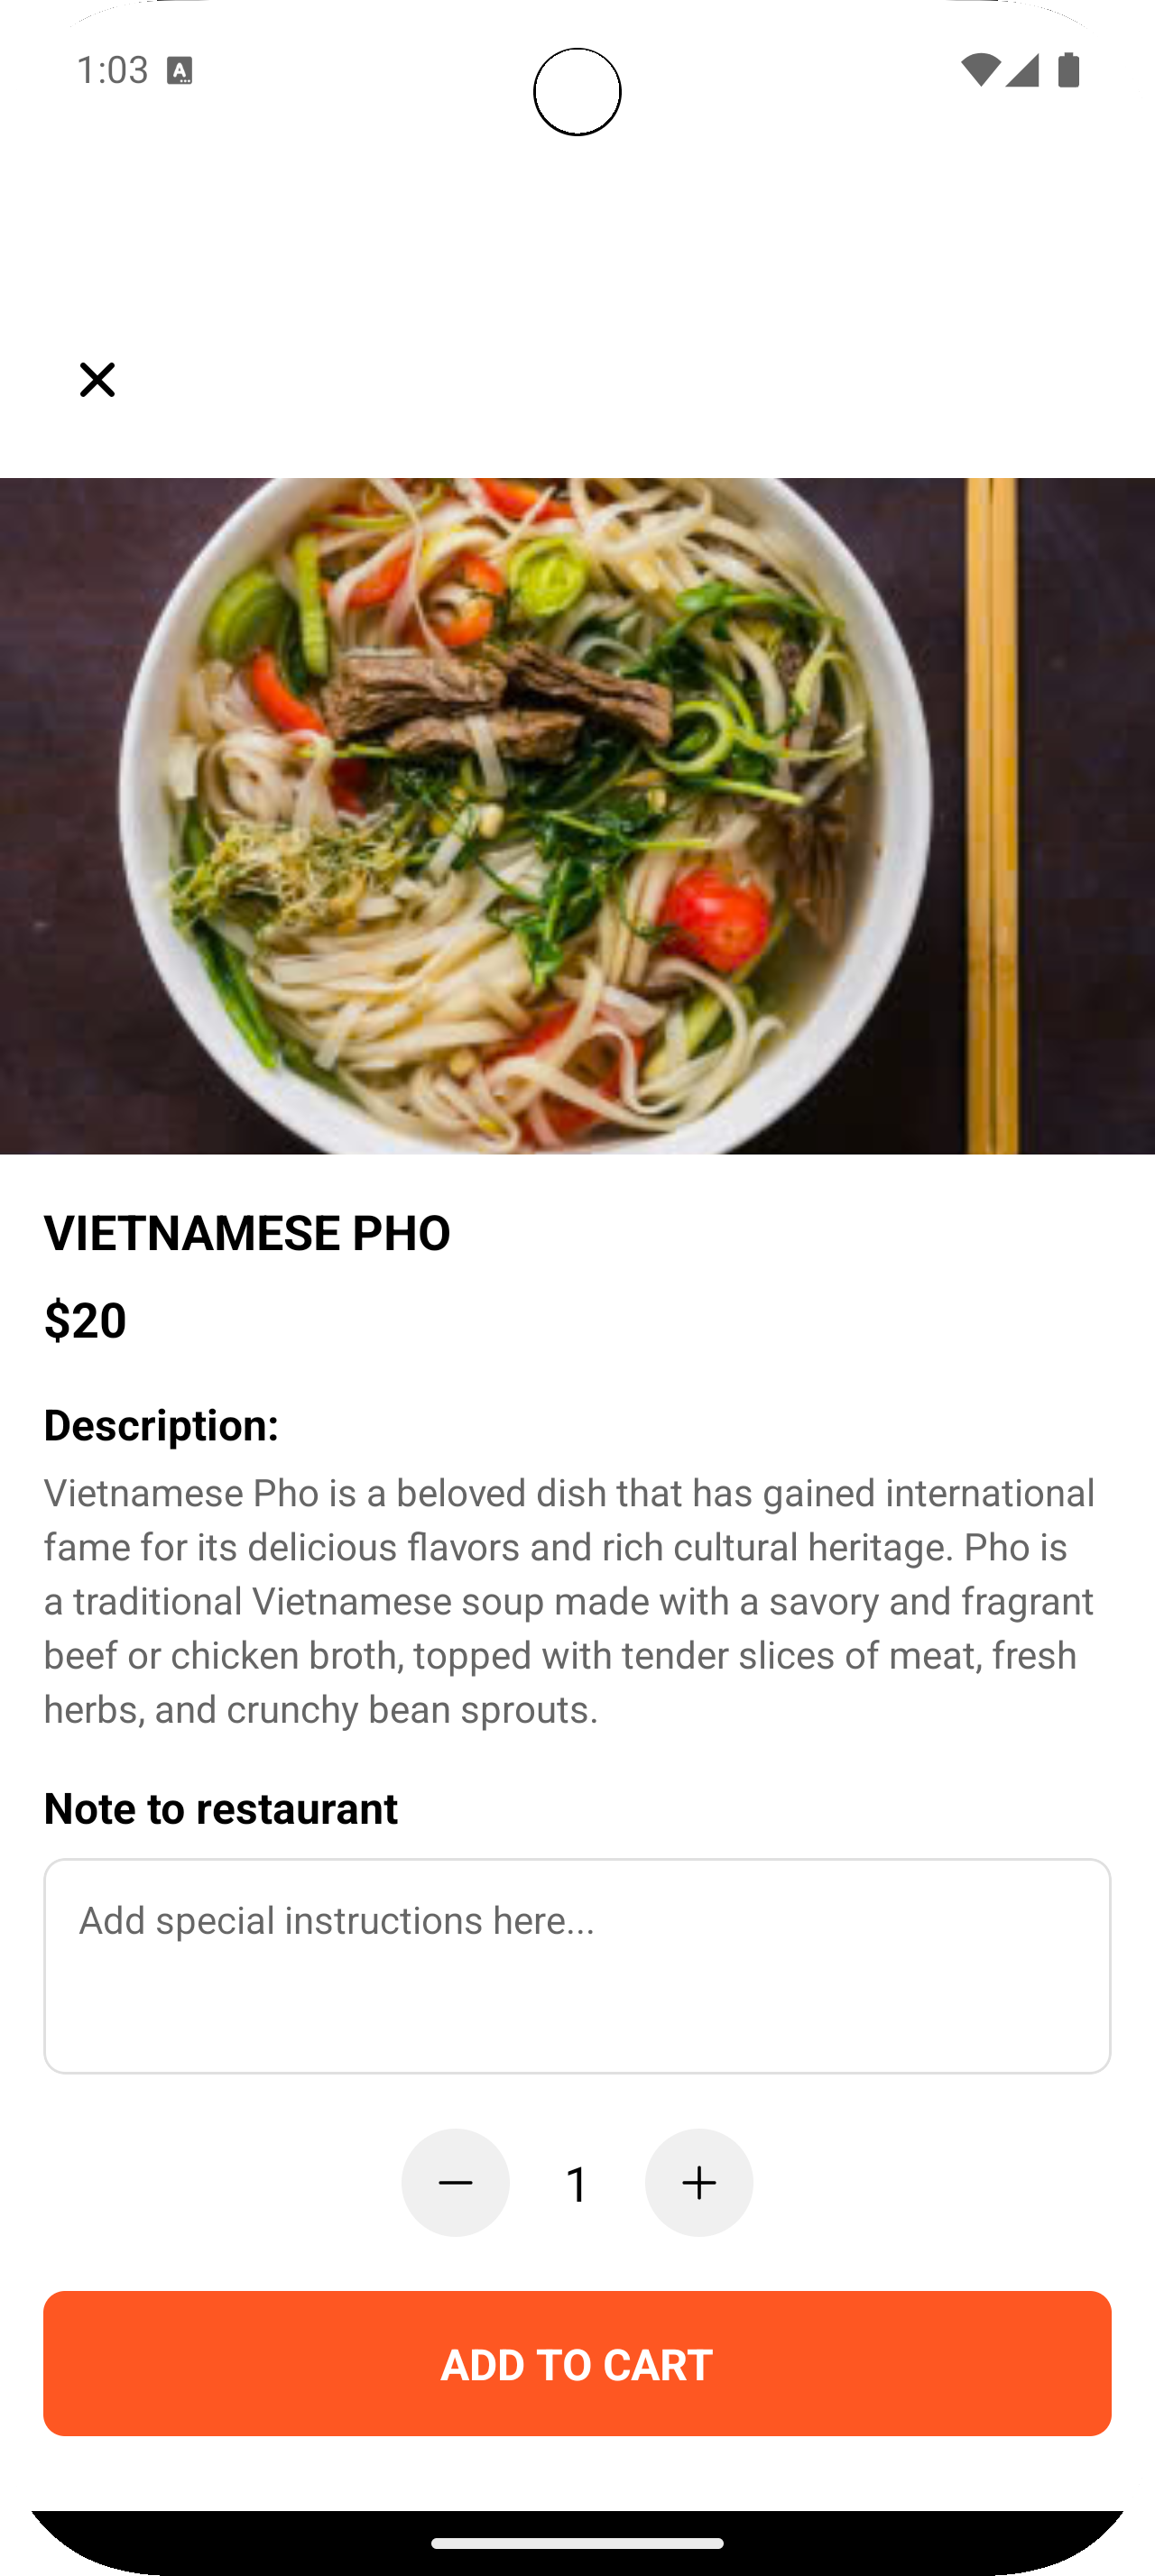 1:03
VIETNAMESE PHO
$20
Description:
Vietnamese Pho is a beloved dish that has gained international
fame for its delicious flavors and rich cultural heritage. Pho is
a traditional Vietnamese soup made with a savory and fragrant
beef or chicken broth, topped with tender slices of meat, fresh
herbs, and crunchy bean sprouts.
Note to restaurant
Add special instructions here...
1
ADD TO CART